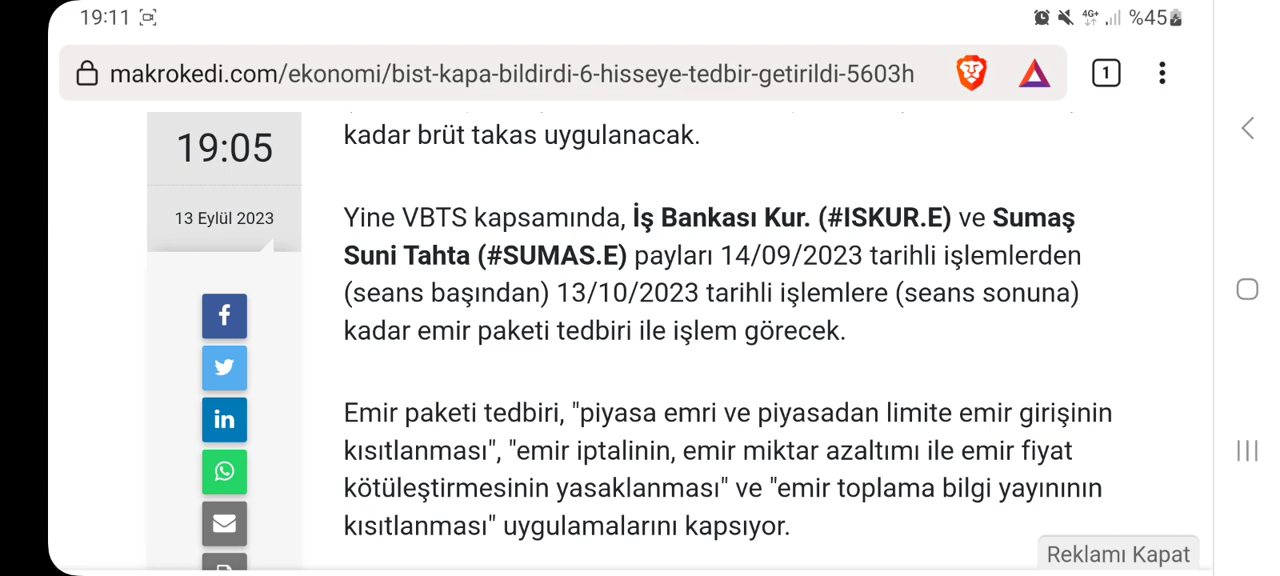 19:11
4G+
%45
makrokedi.com/ekonomi/bist-kapa-bildirdi-6-hisseye-tedbir-getirildi-5603h
1
19:05
13 Eylül 2023
kadar brüt takas uygulanacak.
Yine VBTS kapsamında, İş Bankası Kur. (#ISKUR.E) ve Sumaş
Suni Tahta (#SUMAS.E) payları 14/09/2023 tarihli işlemlerden
(seans başından) 13/10/2023 tarihli işlemlere (seans sonuna)
kadar emir paketi tedbiri ile işlem görecek.
Emir paketi tedbiri, "piyasa emri ve piyasadan limite emir girişinin
kısıtlanması", "emir iptalinin, emir miktar azaltımı ile emir fiyat
kötüleştirmesinin yasaklanması" ve "emir toplama bilgi yayınının
kısıtlanması" uygulamalarını kapsıyor.
Reklamı Kapat